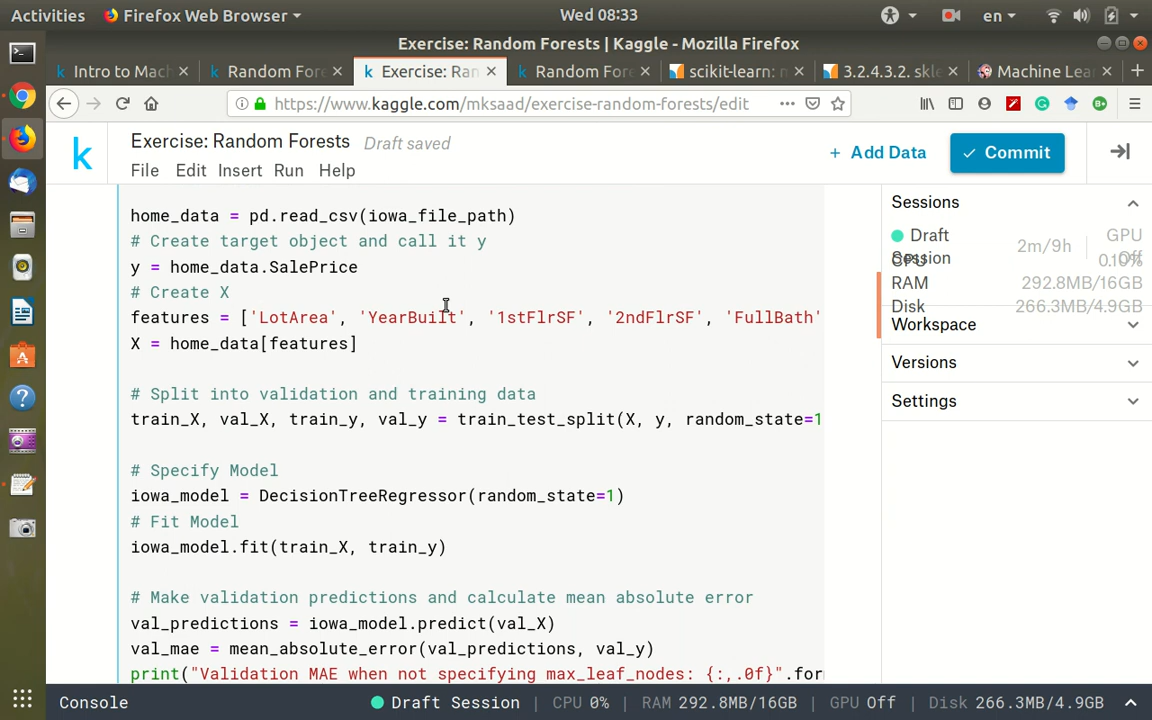 Activities Firefox Web Browser Wed 08:33 en
Exercise: Random Forests | Kaggle - Mozilla Firefox
k Intro to Mach k Random For k Exercise: Ran k Random For scikit-learn: m 3.2.4.3.2. skle Machine Lea
https://www.kaggle.com/mksaad/exercise-random-forests/edit
k Exercise: Random Forests Draft saved
+ Add Data Commit
File Edit Insert Run Help
home_data = pd.read_csv(iowa_file_path)
# Create target object and call it y
y = home_data.SalePrice
# Create X
features = ['LotArea', 'YearBuilt', '1stFlrSF', '2ndFlrSF', 'FullBath'
X = home_data[features]
# Split into validation and training data
train_X, val_X, train_y, val_y = train_test_split(X, y, random_state=1
# Specify Model
iowa_model = DecisionTreeRegressor(random_state=1)
# Fit Model
iowa_model.fit(train_X, train_y)
# Make validation predictions and calculate mean absolute error
val_predictions = iowa_model.predict(val_X)
val_mae = mean_absolute_error(val_predictions, val_y)
print("Validation MAE when not specifying max_leaf_nodes: {:,.0f}".for
Sessions
Draft Session 2m/9h GPU Off
CPU 0.10%
RAM 292.8MB/16GB
Disk 266.3MB/4.9GB
Workspace
Versions
Settings
Console Draft Session CPU 0% RAM 292.8MB/16GB GPU Off Disk 266.3MB/4.9GB